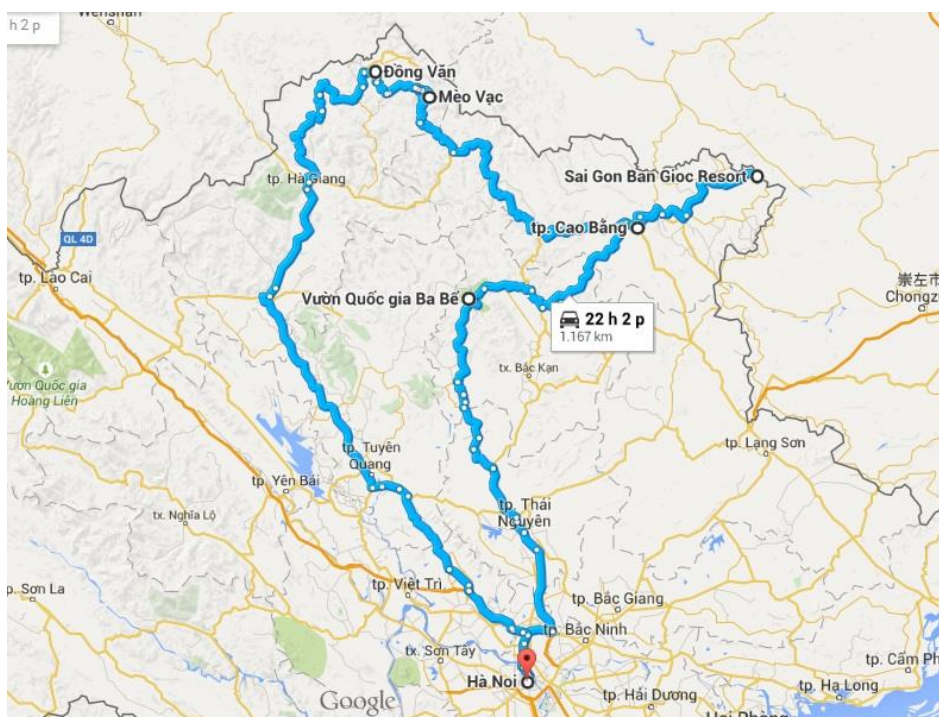 h 2 p
Wenshan
Đồng Văn
Mèo Vạc
tp. Hà Giang
Sai Gon Ban Gioc Resort
tp. Cao Bằng
QL 4D
tp. Lào Cai
崇左市
Chongz
Vườn Quốc gia Ba Bể
22 h 2 p
1.167 km
tx. Bắc Kạn
Vườn Quốc gia
Hoàng Liên
tp. Lạng Sơn
tp. Tuyên
Quang
tp. Yên Bái
tp. Thái
Nguyên
tx. Nghĩa Lộ
tp. Sơn La
tp. Việt Trì
tp. Bắc Giang
tp. Bắc Ninh
tx. Sơn Tây
tp. Cẩm Ph
Hà Noi
tp. Hạ Long
tp. Hải Dương
Google
Hải Phòng